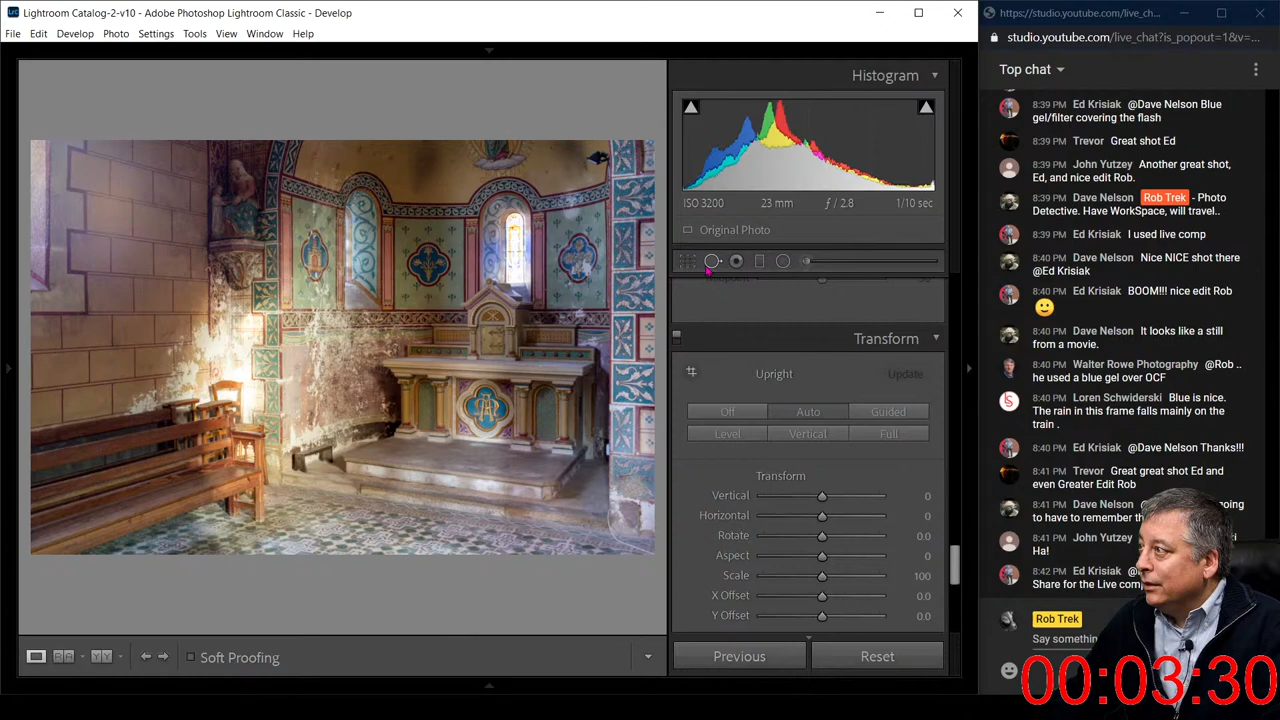 Lightroom Catalog-2-v10 - Adobe Photoshop Lightroom Classic - Develop
File Edit Develop Photo Settings Tools View Window Help
Histogram
ISO 3200 23 mm ƒ / 2.8 1/10 sec
Original Photo
Transform
Upright Update
Off Auto Guided
Level Vertical Full
Transform
Vertical 0
Horizontal 0
Rotate 0.0
Aspect 0
Scale 100
X Offset 0.0
Y Offset 0.0
Previous Reset
Soft Proofing
https://studio.youtube.com/live_ch...
studio.youtube.com/live_chat?is_popout=1&v=...
Top chat
8:39 PM Ed Krisiak @Dave Nelson Blue
gel/filter covering the flash
8:39 PM Trevor Great shot Ed
8:39 PM John Yutzey Another great shot,
Ed, and nice edit Rob.
8:39 PM Dave Nelson Rob Trek - Photo
Detective. Have WorkSpace, will travel..
8:39 PM Ed Krisiak I used live comp
8:40 PM Dave Nelson Nice NICE shot there
@Ed Krisiak
8:40 PM Ed Krisiak BOOM!!! nice edit Rob
8:40 PM Dave Nelson It looks like a still
from a movie.
8:40 PM Walter Rowe Photography @Rob ..
he used a blue gel over OCF
8:40 PM Loren Schwiderski Blue is nice.
The rain in this frame falls mainly on the
train .
8:40 PM Ed Krisiak @Dave Nelson Thanks!!!
8:41 PM Trevor Great great shot Ed and
even Greater Edit Rob
8:41 PM Dave Nelson going
to have to remember
8:41 PM John Yutzey
Ha!
8:42 PM Ed Krisiak
Share for the Live
Rob Trek
Say something
00:03:30